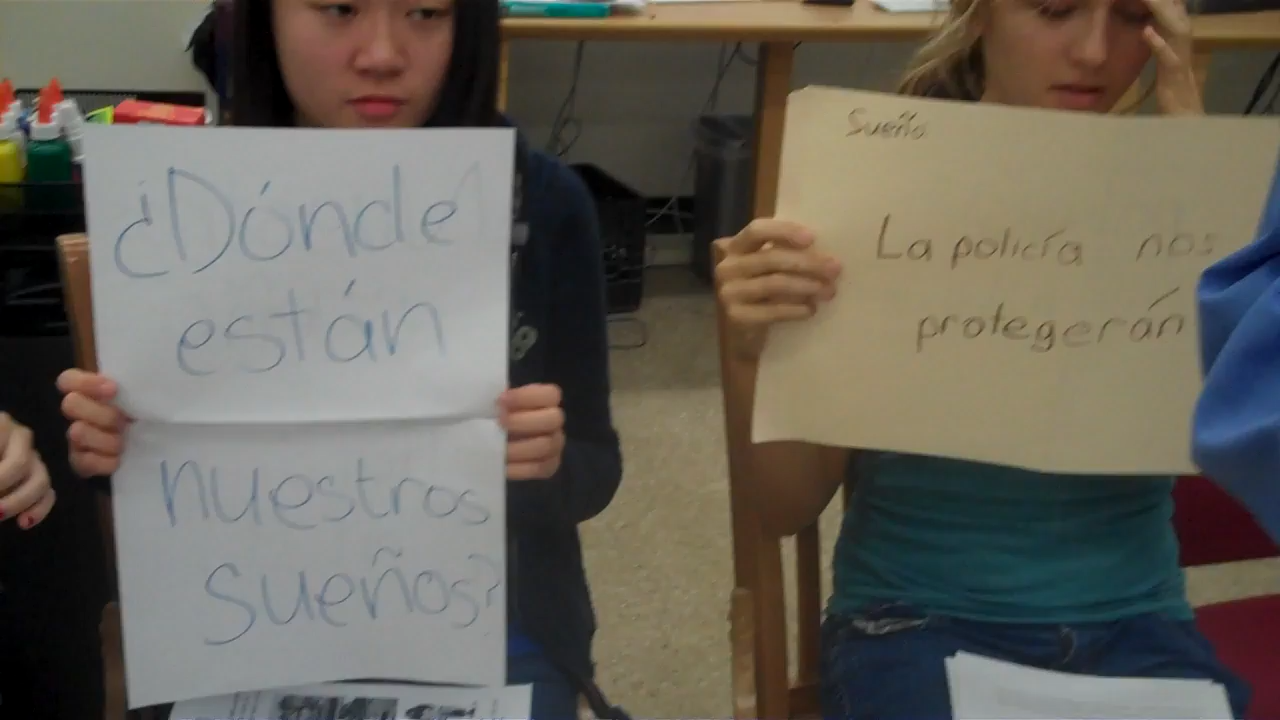 ¿Dónde
están
nuestros
sueños?
Sueño
La policía nos
protegerán